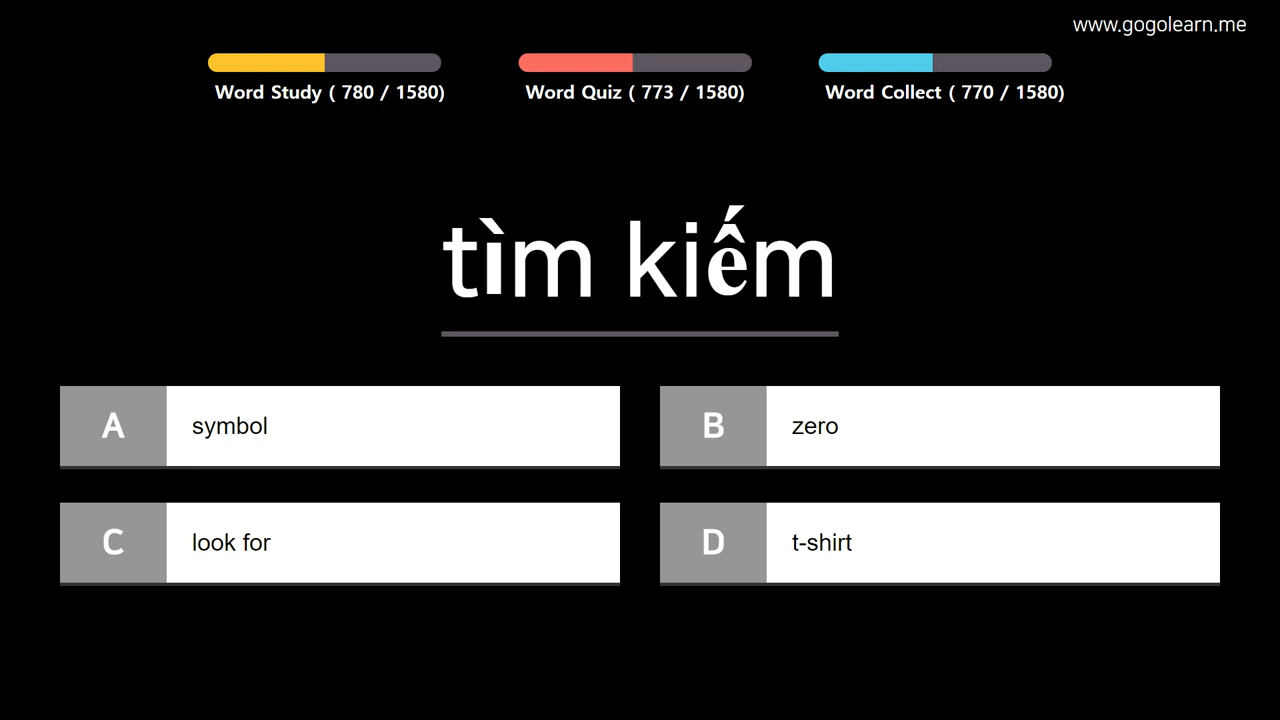 www.gogolearn.me
Word Study ( 780 / 1580)
Word Quiz ( 773 / 1580)
Word Collect ( 770 / 1580)
tìm kiếm
A symbol
B zero
C look for
D t-shirt